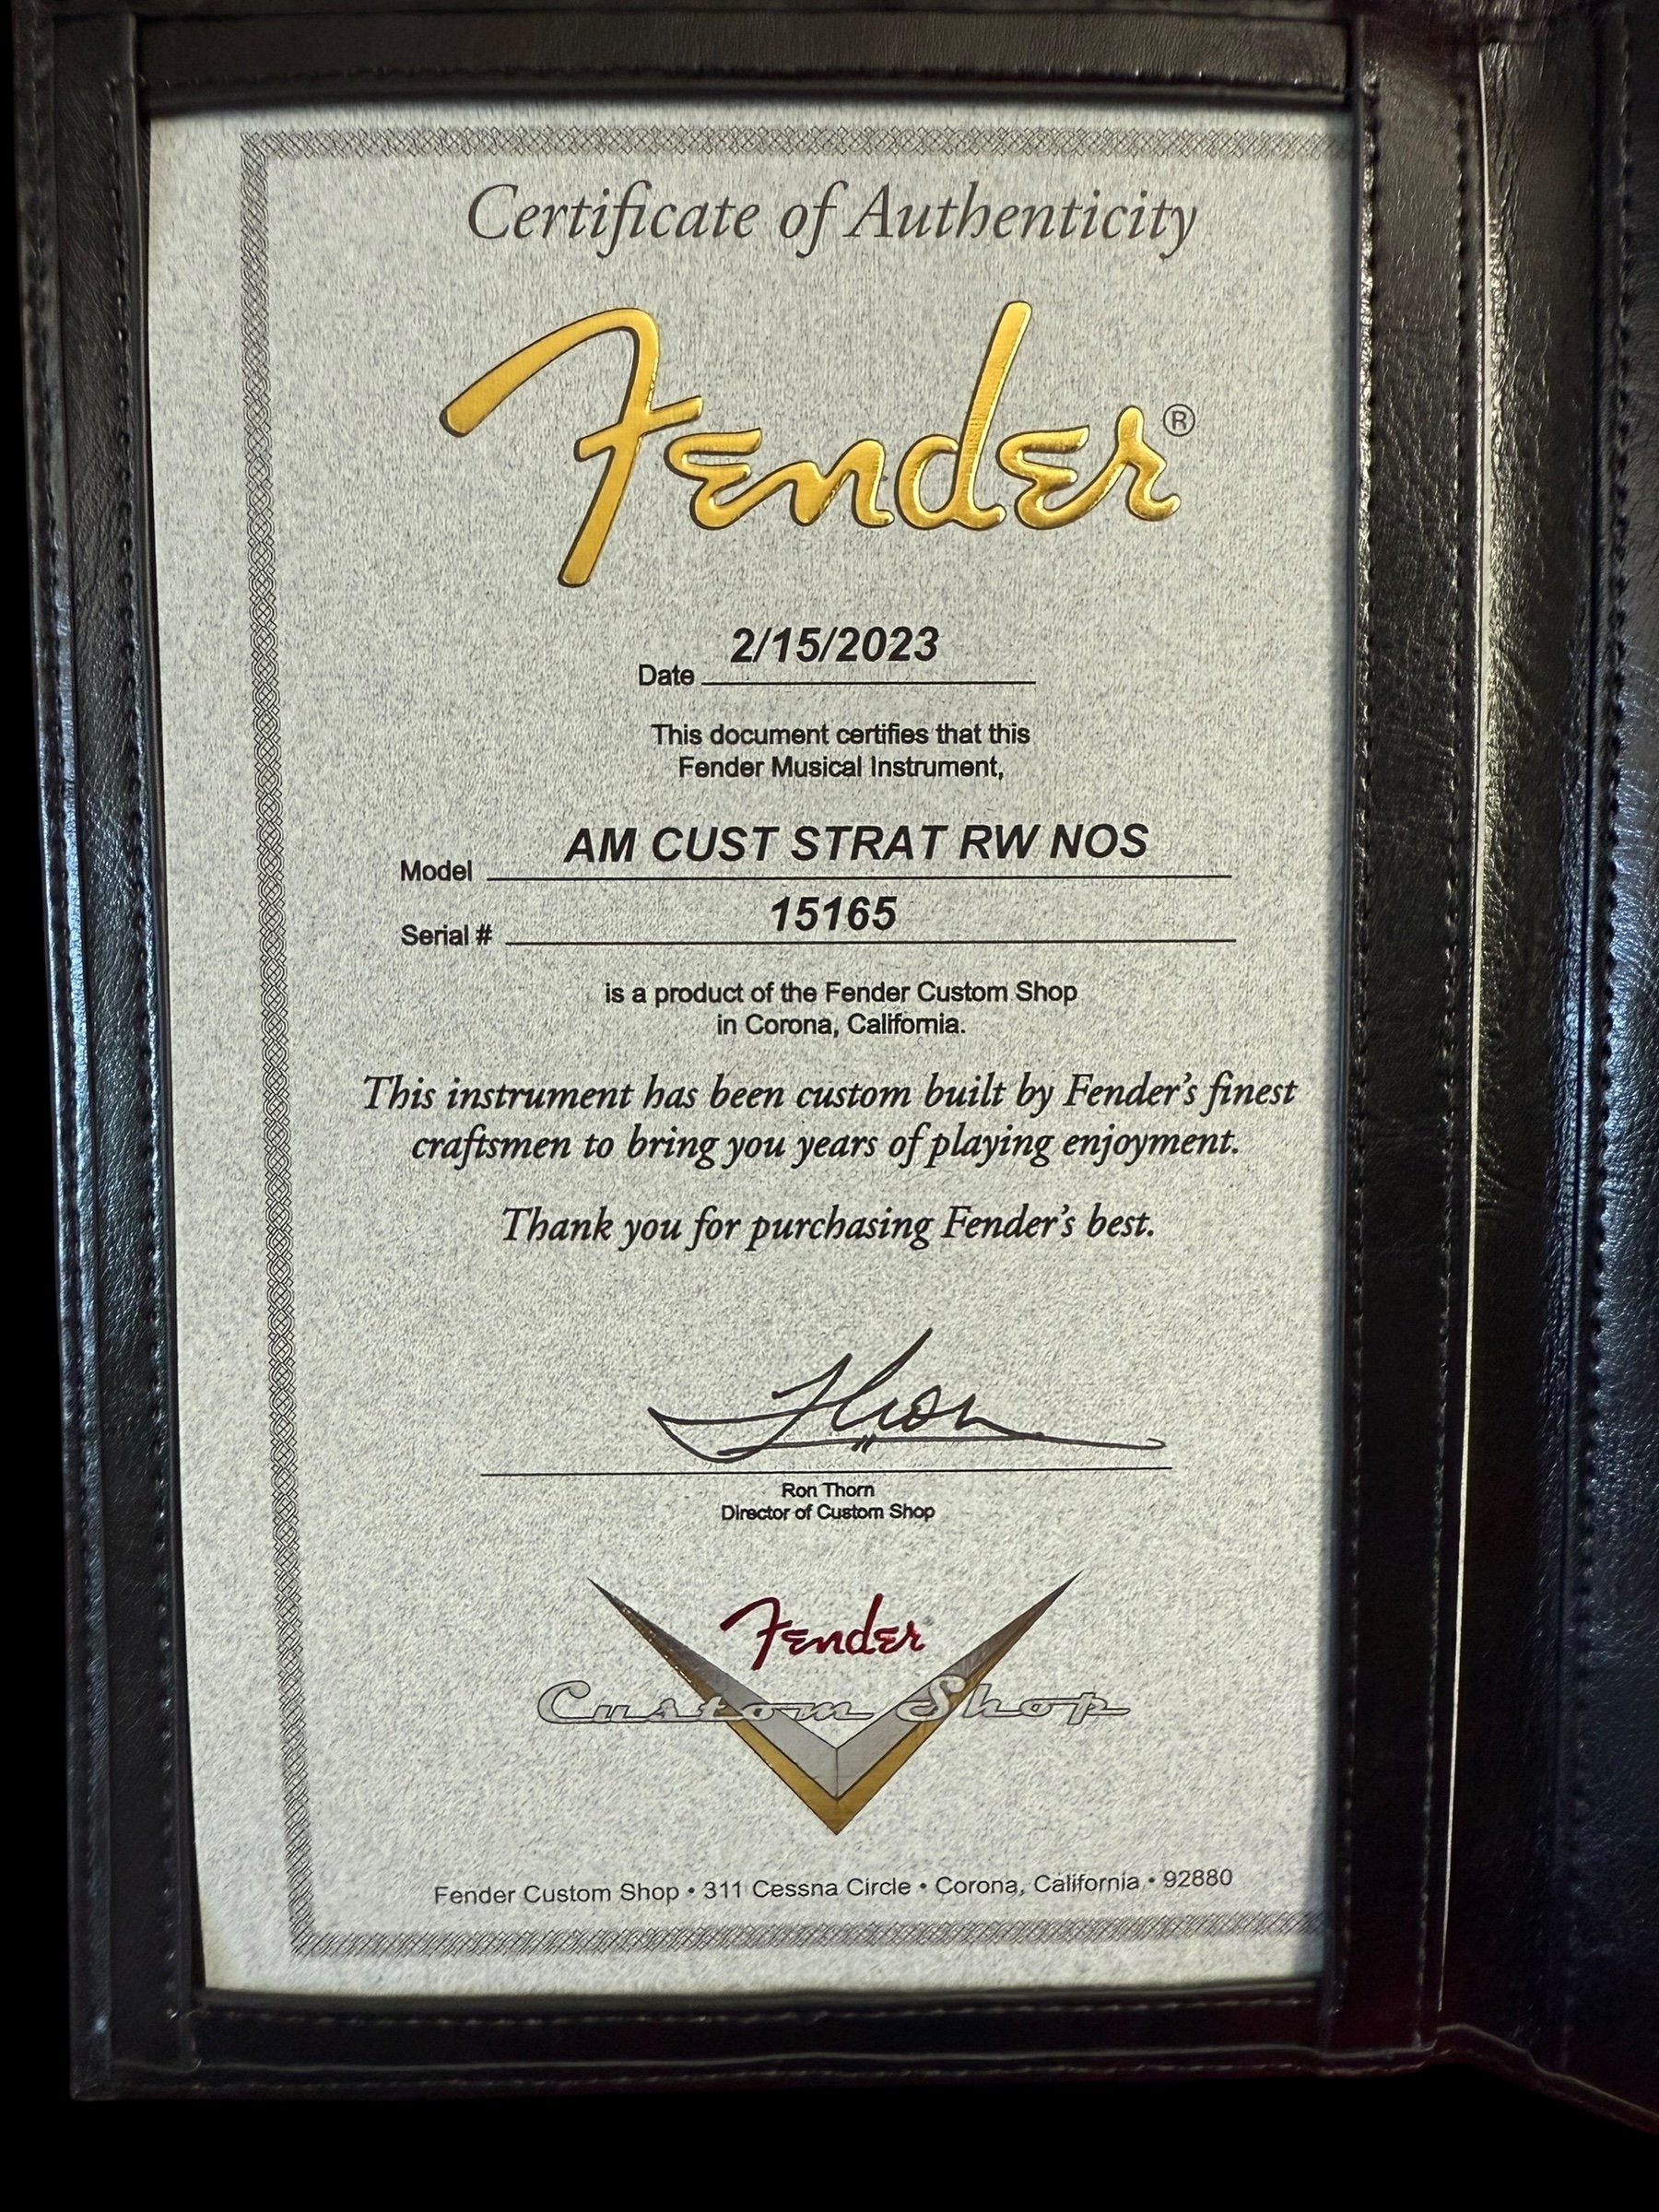 Certificate of Authenticity
Fender®
Date 2/15/2023
This document certifies that this
Fender Musical Instrument,
Model AM CUST STRAT RW NOS
Serial # 15165
is a product of the Fender Custom Shop
in Corona, California.
This instrument has been custom built by Fender's finest
craftsmen to bring you years of playing enjoyment.
Thank you for purchasing Fender's best.
Thorn
Ron Thorn
Director of Custom Shop
Fender
Custom Shop
Fender Custom Shop • 311 Cessna Circle • Corona, California • 92880